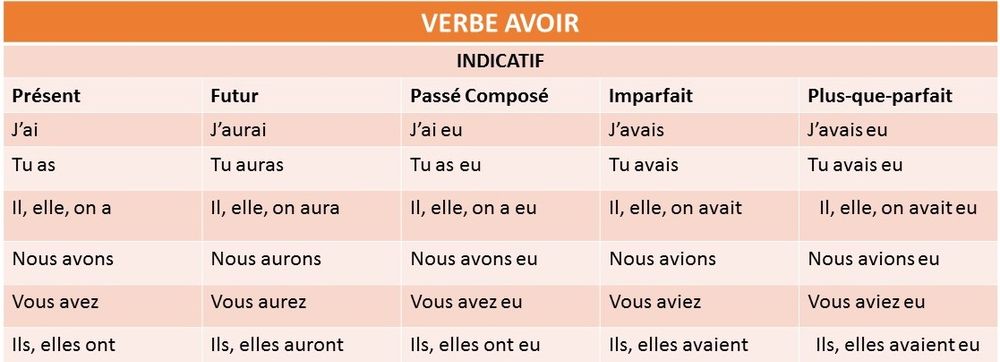 VERBE AVOIR
INDICATIF
Présent Futur Passé Composé Imparfait Plus-que-parfait
J'ai J'aurai J'ai eu J'avais J'avais eu
Tu as Tu auras Tu as eu Tu avais Tu avais eu
Il, elle, on a Il, elle, on aura Il, elle, on a eu Il, elle, on avait Il, elle, on avait eu
Nous avons Nous aurons Nous avons eu Nous avions Nous avions eu
Vous avez Vous aurez Vous avez eu Vous aviez Vous aviez eu
Ils, elles ont Ils, elles auront Ils, elles ont eu Ils, elles avaient Ils, elles avaient eu